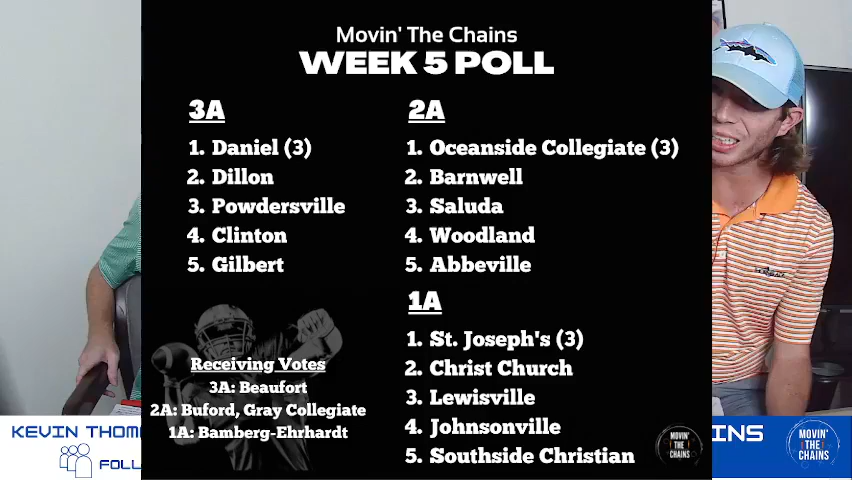 Movin' The Chains
WEEK 5 POLL
3A
1. Daniel (3)
2. Dillon
3. Powdersville
4. Clinton
5. Gilbert
2A
1. Oceanside Collegiate (3)
2. Barnwell
3. Saluda
4. Woodland
5. Abbeville
1A
1. St. Joseph's (3)
2. Christ Church
3. Lewisville
4. Johnsonville
5. Southside Christian
Receiving Votes
3A: Beaufort
2A: Buford, Gray Collegiate
1A: Bamberg-Ehrhardt
MOVIN'
THE
CHAINS
KEVIN THOM
FOLL
INS
MOVIN'
THE
CHAINS